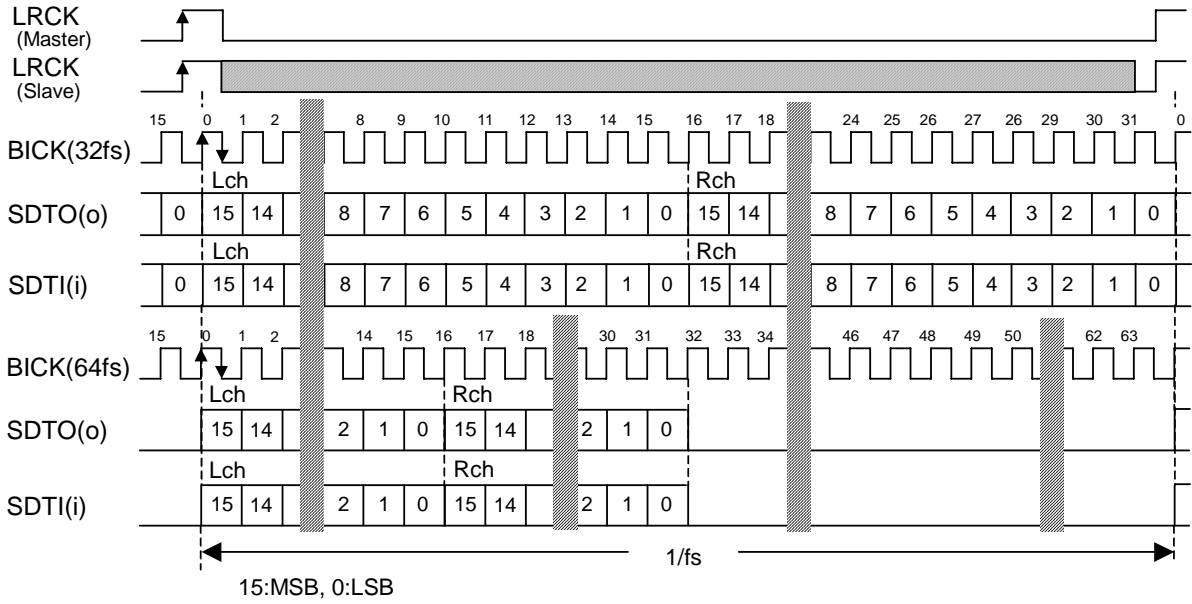 LRCK
(Master)
LRCK
(Slave)
15 0 1 2 8 9 10 11 12 13 14 15 16 17 18 24 25 26 27 26 29 30 31 0
BICK(32fs)
Lch Rch
SDTO(o) 0 15 14 8 7 6 5 4 3 2 1 0 15 14 8 7 6 5 4 3 2 1 0
Lch Rch
SDTI(i) 0 15 14 8 7 6 5 4 3 2 1 0 15 14 8 7 6 5 4 3 2 1 0
15 0 1 2 14 15 16 17 18 30 31 32 33 34 46 47 48 49 50 62 63
BICK(64fs)
Lch Rch
SDTO(o) 15 14 2 1 0 15 14 2 1 0
Lch Rch
SDTI(i) 15 14 2 1 0 15 14 2 1 0
1/fs
15:MSB, 0:LSB